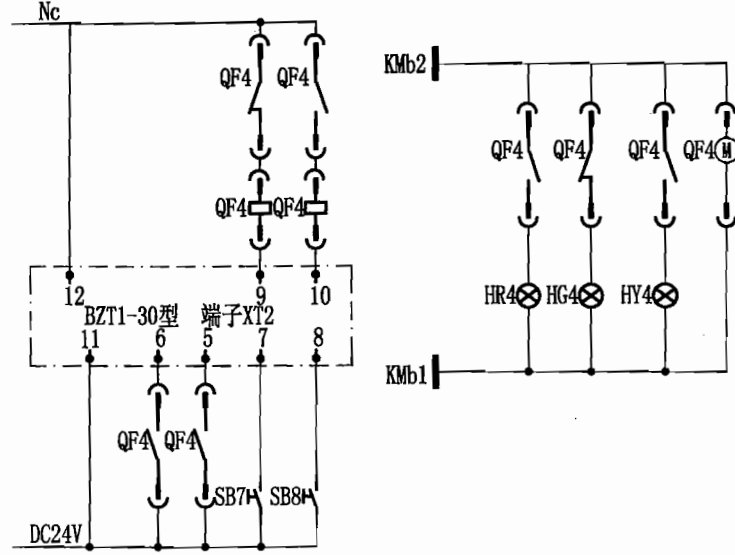 Nc
KMb2
QF4 QF4
QF4 QF4 QF4 QF4 M
QF4 QF4
12 9 10
HR4 HG4 HY4
BZT1-30型 端子XT2
11 6 5 7 8
KMb1
QF4 QF4
SB7 SB8
DC24V